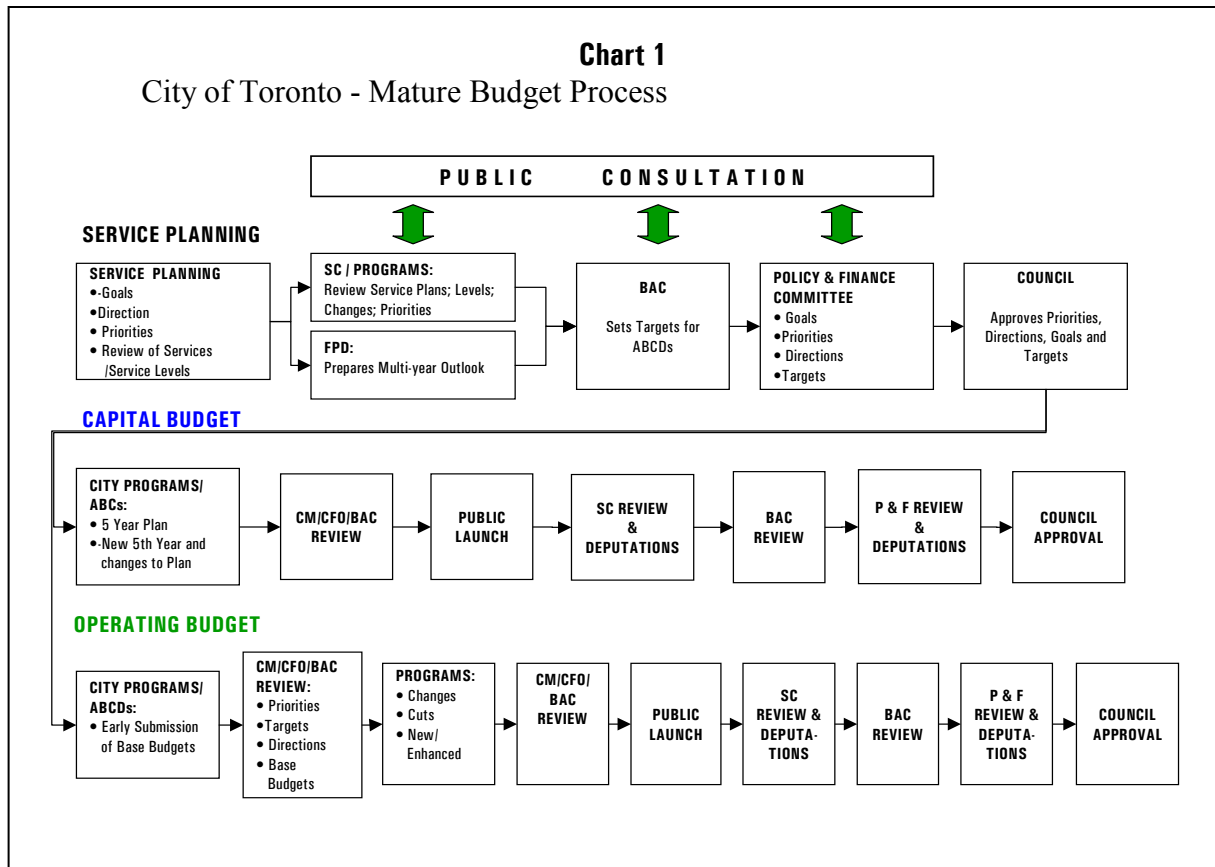 Chart 1
City of Toronto - Mature Budget Process
PUBLIC CONSULTATION
SERVICE PLANNING
SERVICE PLANNING
•-Goals
•Direction
• Priorities
• Review of Services
/Service Levels
SC / PROGRAMS:
Review Service Plans; Levels;
Changes; Priorities
FPD:
Prepares Multi-year Outlook
BAC
Sets Targets for
ABCDs
POLICY & FINANCE
COMMITTEE
• Goals
•Priorities
• Directions
•Targets
COUNCIL
Approves Priorities,
Directions, Goals and
Targets
CAPITAL BUDGET
CITY PROGRAMS/
ABCs:
• 5 Year Plan
•-New 5th Year and
changes to Plan
CM/CFO/BAC
REVIEW
PUBLIC
LAUNCH
SC REVIEW
&
DEPUTATIONS
BAC
REVIEW
P & F REVIEW
&
DEPUTATIONS
COUNCIL
APPROVAL
OPERATING BUDGET
CITY PROGRAMS/
ABCDs:
• Early Submission
of Base Budgets
CM/CFO/BAC
REVIEW:
• Priorities
•Targets
• Directions
• Base
Budgets
PROGRAMS:
• Changes
• Cuts
• New/
Enhanced
CM/CFO/
BAC
REVIEW
PUBLIC
LAUNCH
SC
REVIEW &
DEPUTA-
TIONS
BAC
REVIEW
P & F
REVIEW &
DEPUTA-
TIONS
COUNCIL
APPROVAL